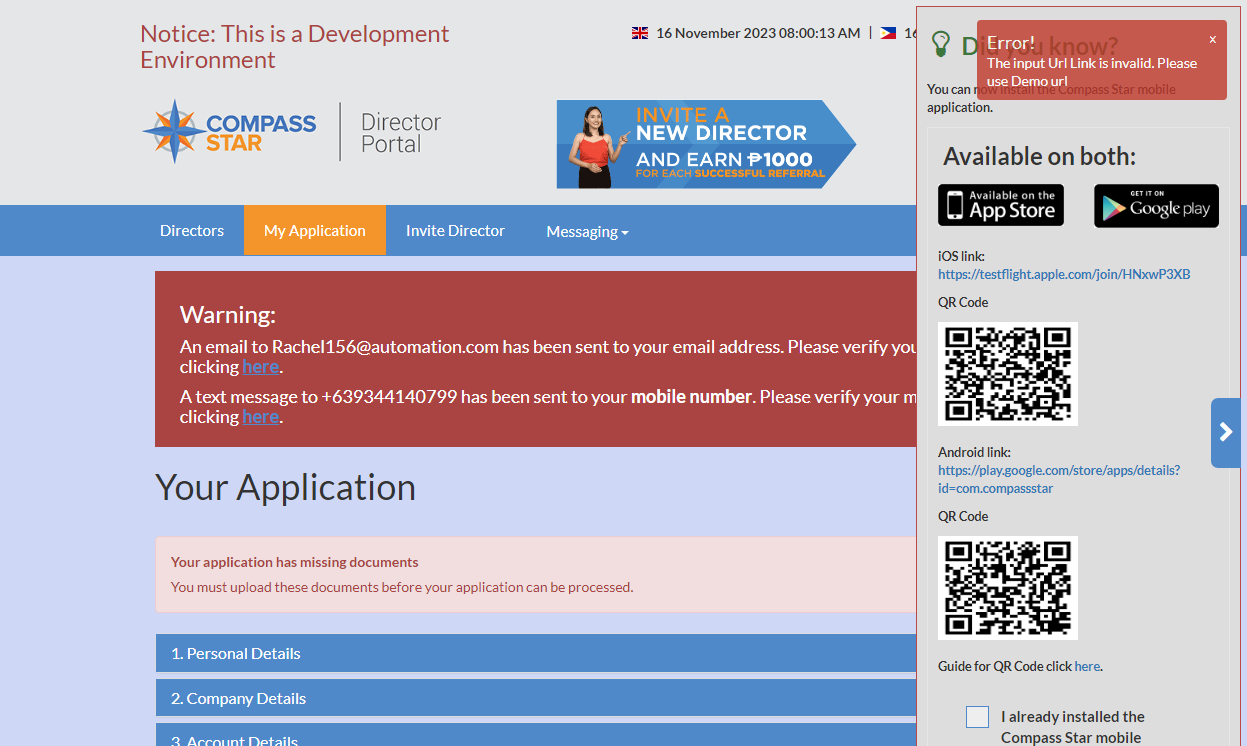 Notice: This is a Development
Environment
16 November 2023 08:00:13 AM | 16
COMPASS
STAR
Director
Portal
INVITE A
NEW DIRECTOR
AND EARN ₱1000
FOR EACH SUCCESSFUL REFERRAL
Directors
My Application
Invite Director
Messaging
Warning:
An email to Rachel156@automation.com has been sent to your email address. Please verify you
clicking here.
A text message to +639344140799 has been sent to your mobile number. Please verify your m
clicking here.
Your Application
Your application has missing documents
You must upload these documents before your application can be processed.
1. Personal Details
2. Company Details
3. Account Details
Did you know?
Error!
x
The input Url Link is invalid. Please
use Demo url
You can now install the Compass Star mobile
application.
Available on both:
Available on the
App Store
GET IT ON
Google play
iOS link:
https://testflight.apple.com/join/HNxwP3XB
QR Code
Android link:
https://play.google.com/store/apps/details?
id=com.compassstar
QR Code
Guide for QR Code click here.
I already installed the
Compass Star mobile